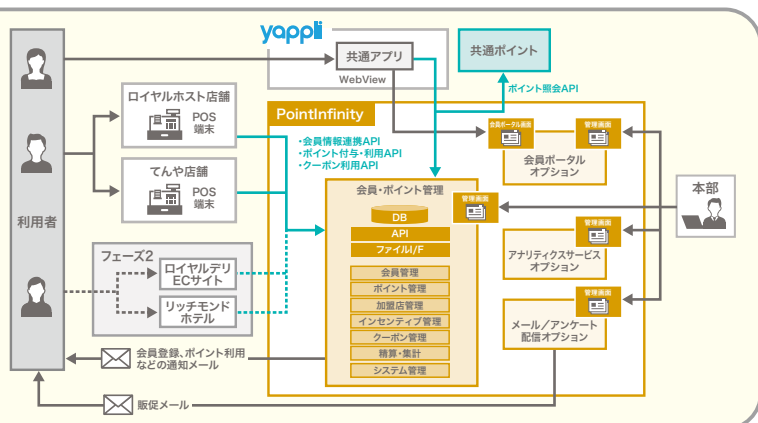 yappli
共通アプリ
WebView
共通ポイント
ポイント照会API
利用者
ロイヤルホスト店舗
POS
端末
てんや店舗
POS
端末
フェーズ2
ロイヤルデリ
ECサイト
リッチモンド
ホテル
PointInfinity
・会員情報連携API
・ポイント付与・利用API
・クーポン利用API
会員・ポイント管理
DB
API
ファイルI/F
会員管理
ポイント管理
加盟店管理
インセンティブ管理
クーポン管理
精算・集計
システム管理
管理画面
会員ポータル画面
管理画面
会員ポータル
オプション
管理画面
アナリティクスサービス
オプション
管理画面
メール／アンケート
配信オプション
本部
会員登録、ポイント利用
などの通知メール
販促メール